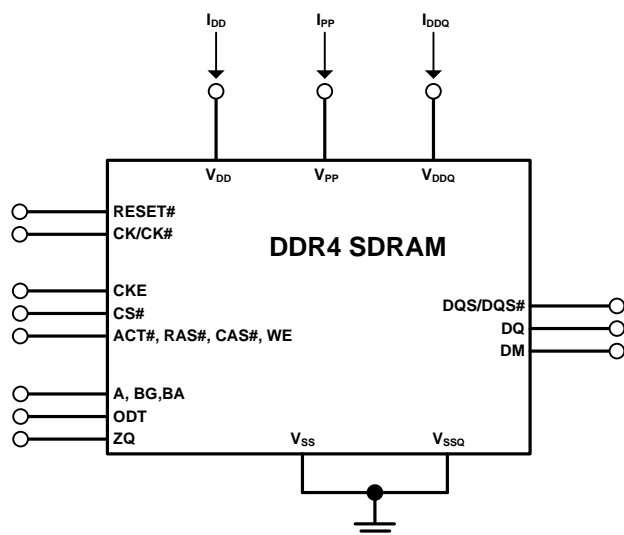 IDD IPP IDDQ
VDD VPP VDDQ
RESET#
CK/CK#
DDR4 SDRAM
CKE
CS#
ACT#, RAS#, CAS#, WE
DQS/DQS#
DQ
DM
A, BG,BA
ODT
ZQ
VSS VSSQ